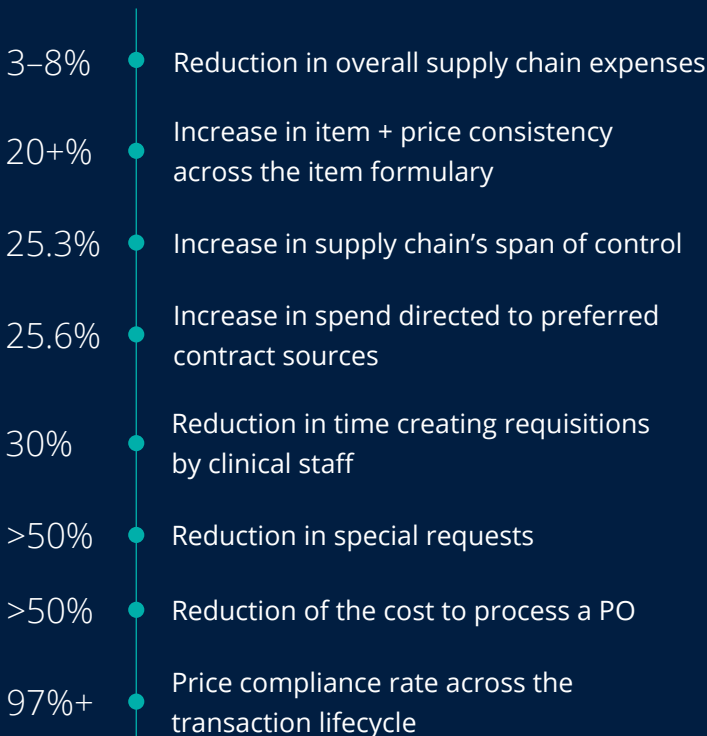 3–8%
Reduction in overall supply chain expenses
20+%
Increase in item + price consistency
across the item formulary
25.3%
Increase in supply chain’s span of control
25.6%
Increase in spend directed to preferred
contract sources
30%
Reduction in time creating requisitions
by clinical staff
>50%
Reduction in special requests
>50%
Reduction of the cost to process a PO
97%+
Price compliance rate across the
transaction lifecycle